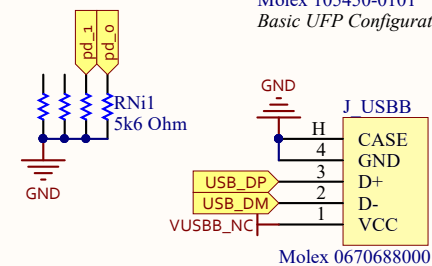 Molex 105450-0101
Basic UFP Configurat
pd_1
pd_0
RNi1
5k6 Ohm
GND
GND
J_USBB
H
CASE
4
GND
USB_DP
3
D+
USB_DM
2
D-
VUSBB_NC
1
VCC
Molex 0670688000